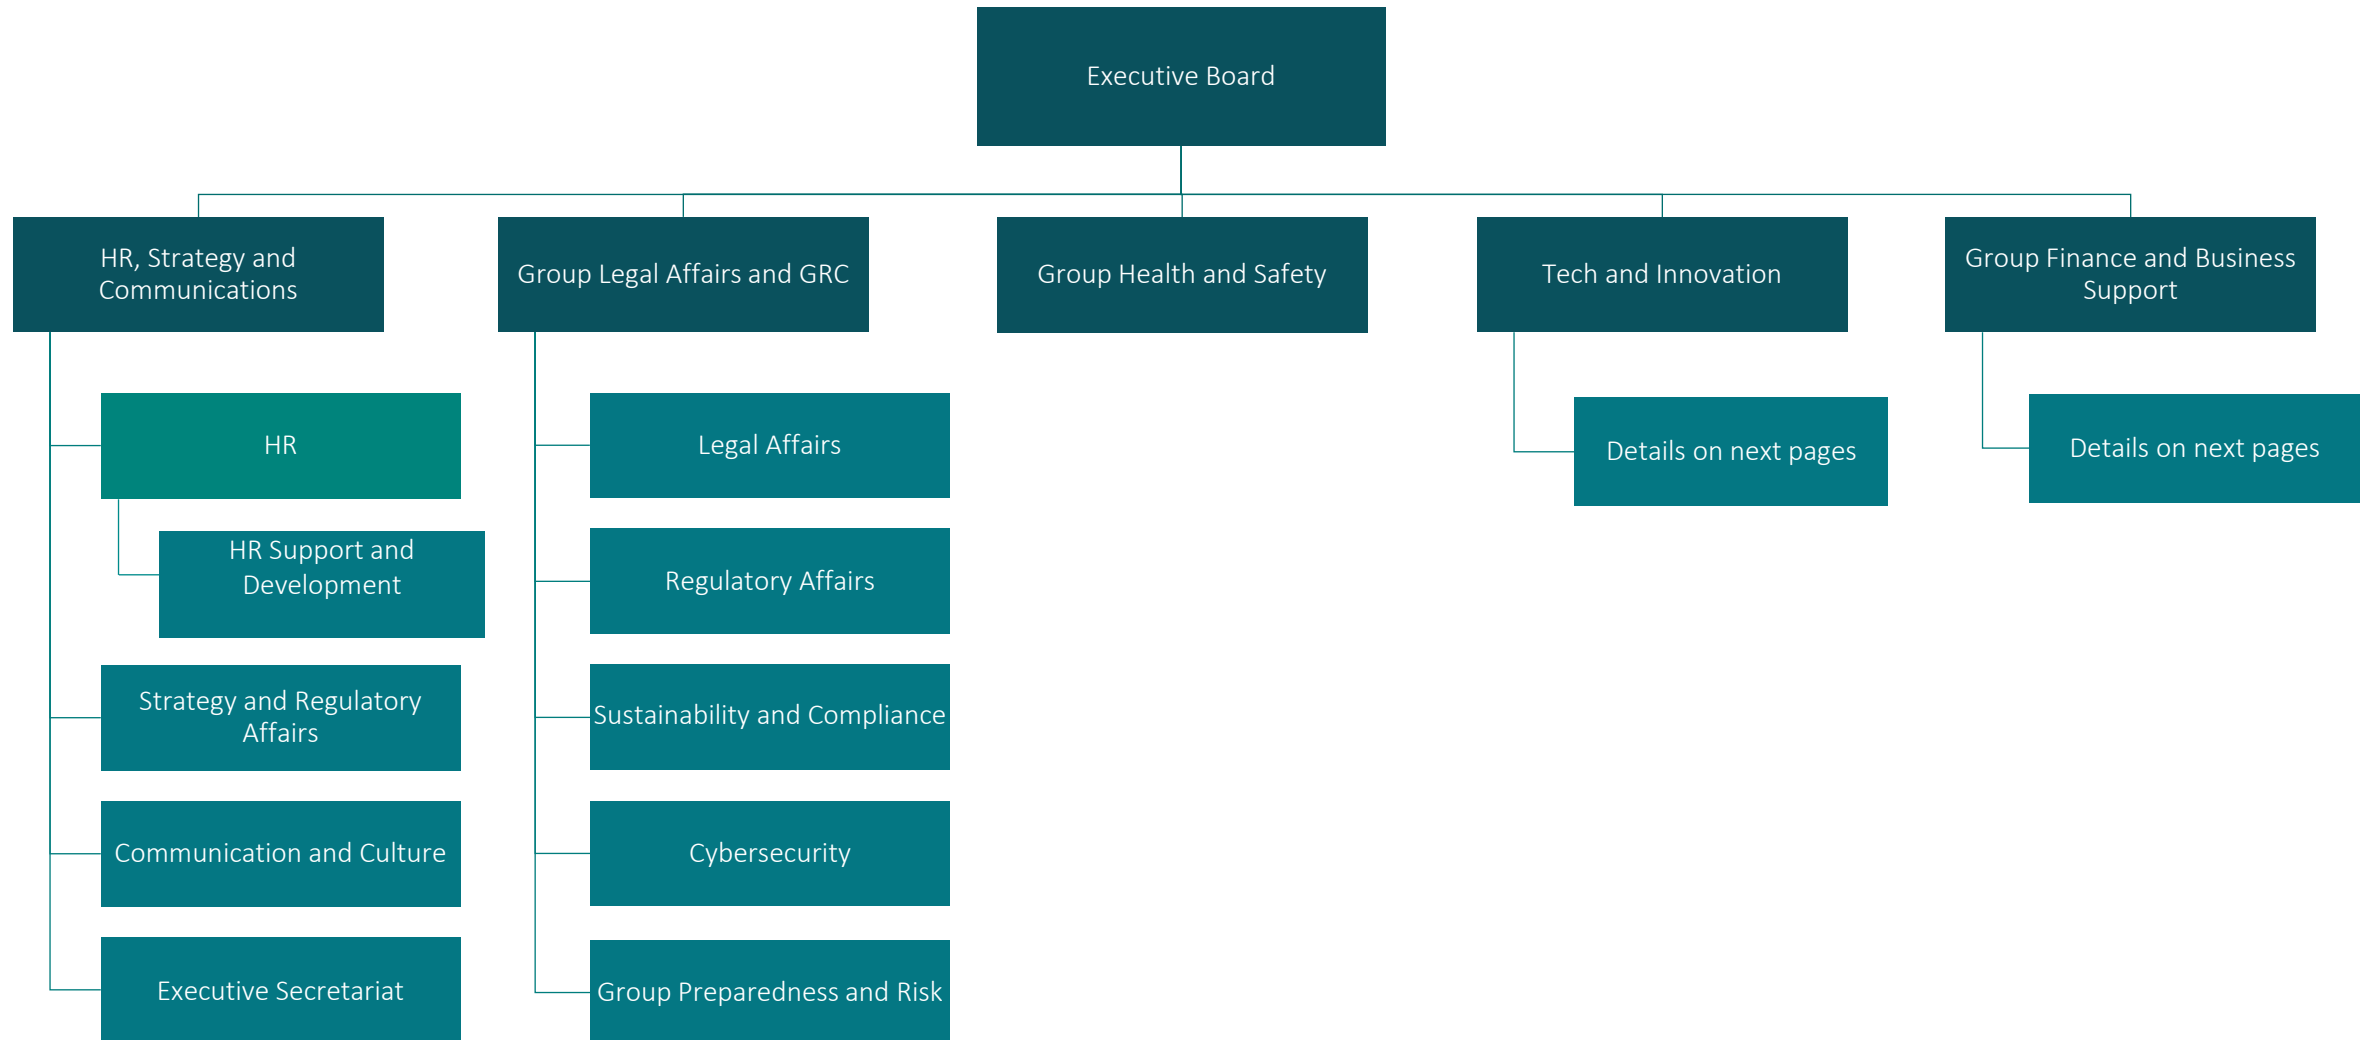 Executive Board
HR, Strategy and
Communications
Group Legal Affairs and GRC
Group Health and Safety
Tech and Innovation
Group Finance and Business
Support
HR
HR Support and
Development
Strategy and Regulatory
Affairs
Communication and Culture
Executive Secretariat
Legal Affairs
Regulatory Affairs
Sustainability and Compliance
Cybersecurity
Group Preparedness and Risk
Details on next pages
Details on next pages